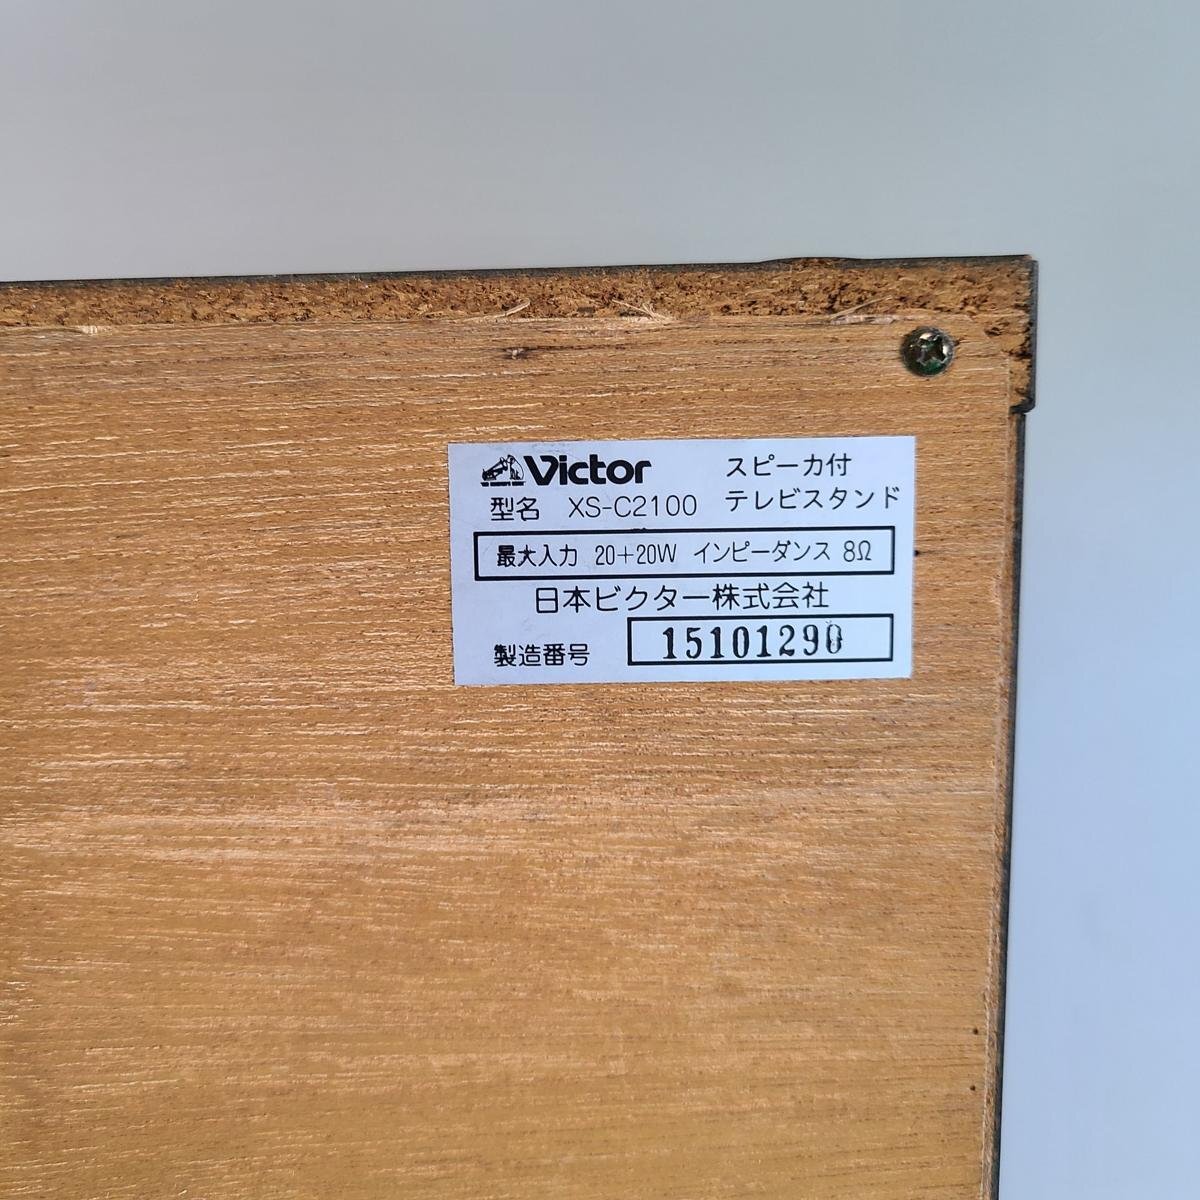 Victor スピーカ付
型名 XS-C2100 テレビスタンド
最大入力 20+20W インピーダンス 8Ω
日本ビクター株式会社
製造番号 15101290